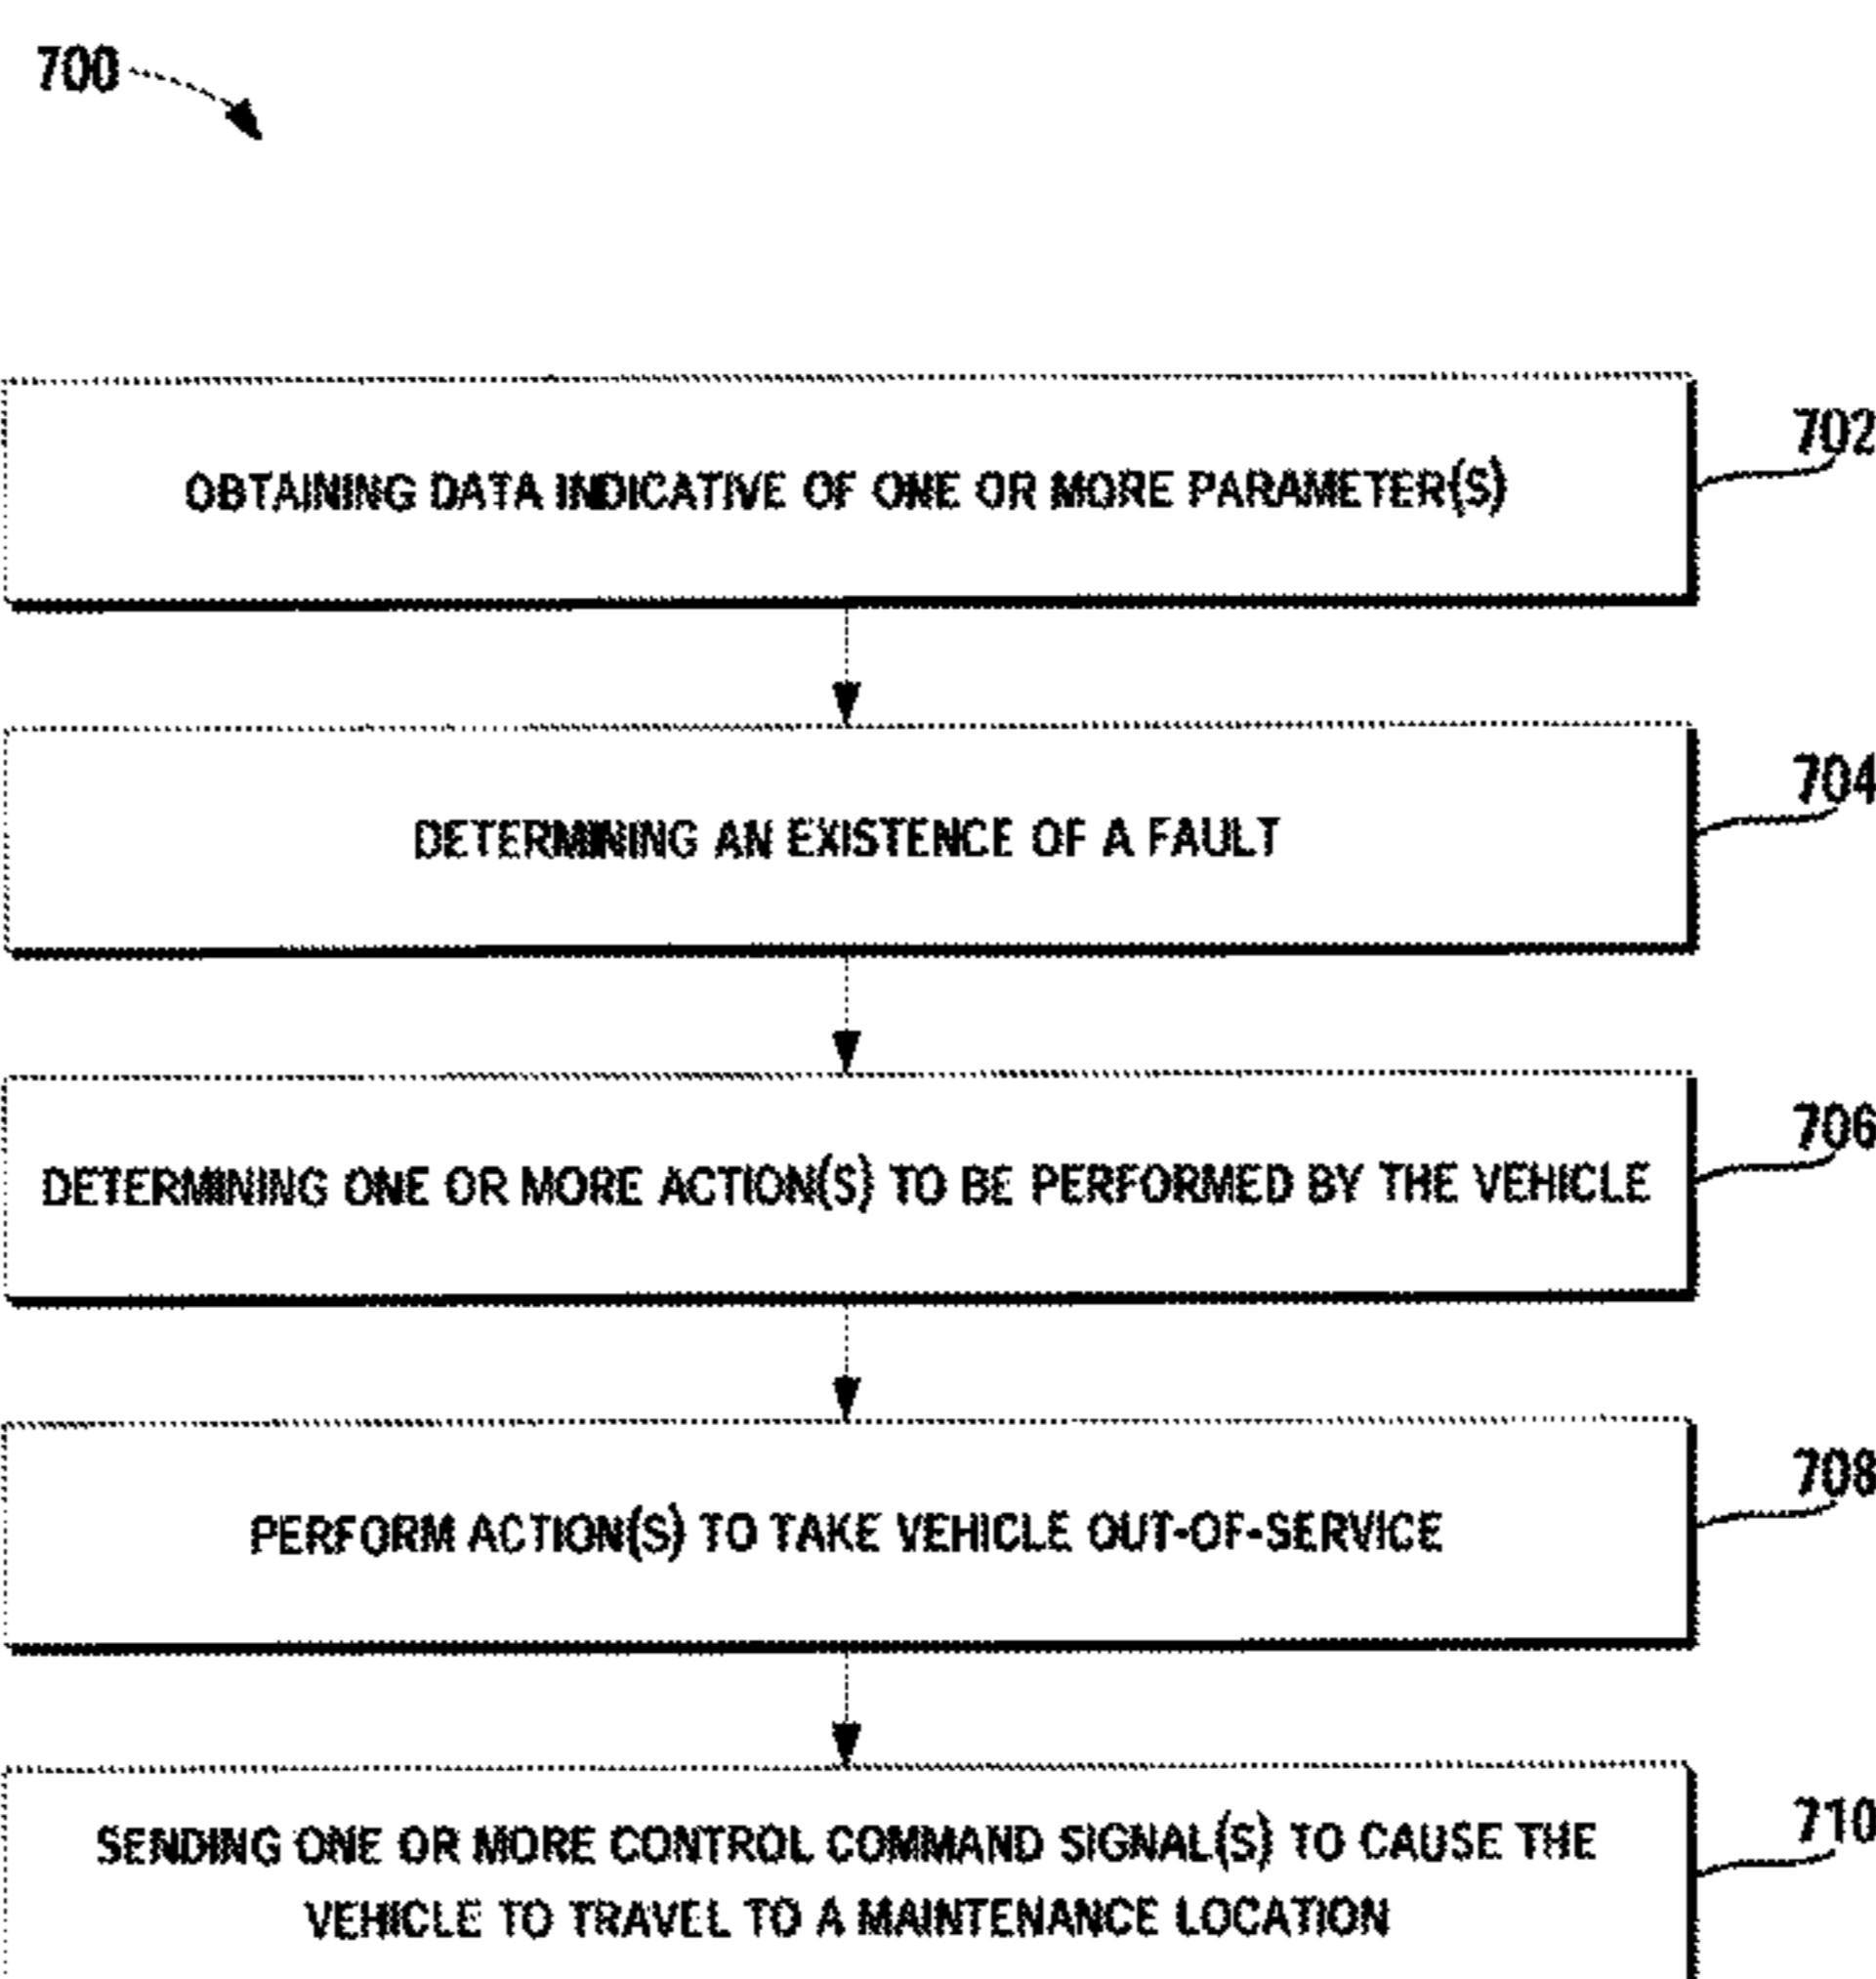 700
OBTAINING DATA INDICATIVE OF ONE OR MORE PARAMETER(S)
702
DETERMINING AN EXISTENCE OF A FAULT
704
DETERMINING ONE OR MORE ACTION(S) TO BE PERFORMED BY THE VEHICLE
706
PERFORM ACTION(S) TO TAKE VEHICLE OUT-OF-SERVICE
708
SENDING ONE OR MORE CONTROL COMMAND SIGNAL(S) TO CAUSE THE
VEHICLE TO TRAVEL TO A MAINTENANCE LOCATION
710